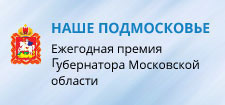 НАШЕ ПОДМОСКОВЬЕ
Ежегодная премия
Губернатора Московской
области